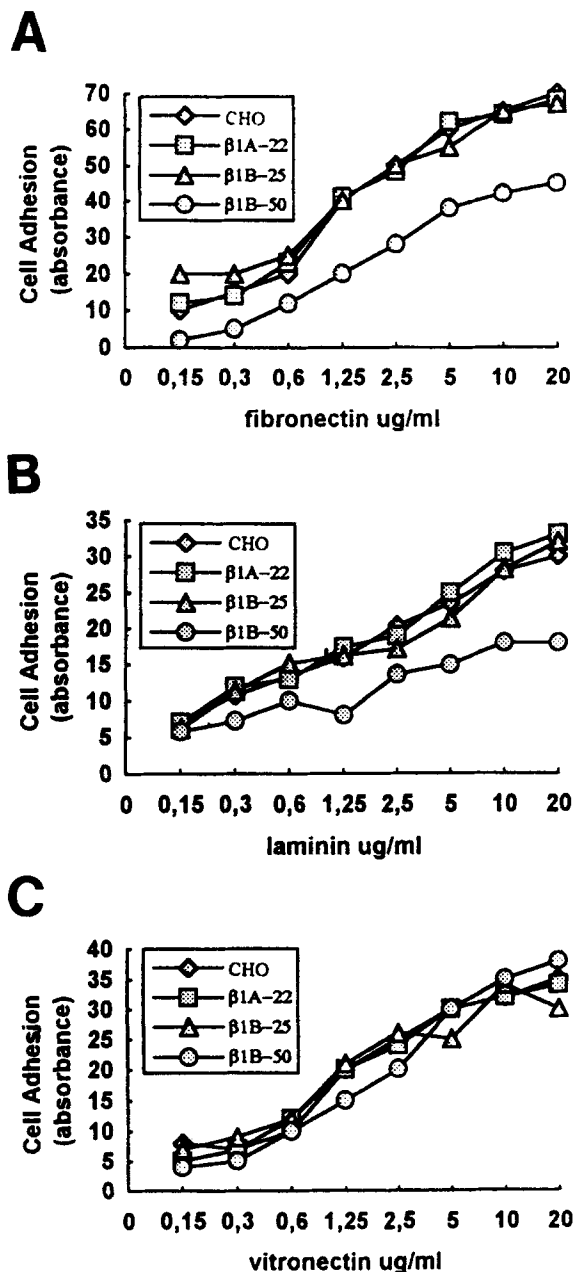 A
Cell Adhesion
(absorbance)
70
60
50
40
30
20
10
0
CHO
β1A-22
β1B-25
β1B-50
0 0,15 0,3 0,6 1,25 2,5 5 10 20
fibronectin ug/ml
B
Cell Adhesion
(absorbance)
35
30
25
20
15
10
5
0
CHO
β1A-22
β1B-25
β1B-50
0 0,15 0,3 0,6 1,25 2,5 5 10 20
laminin ug/ml
C
Cell Adhesion
(absorbance)
40
35
30
25
20
15
10
5
0
CHO
β1A-22
β1B-25
β1B-50
0 0,15 0,3 0,6 1,25 2,5 5 10 20
vitronectin ug/ml